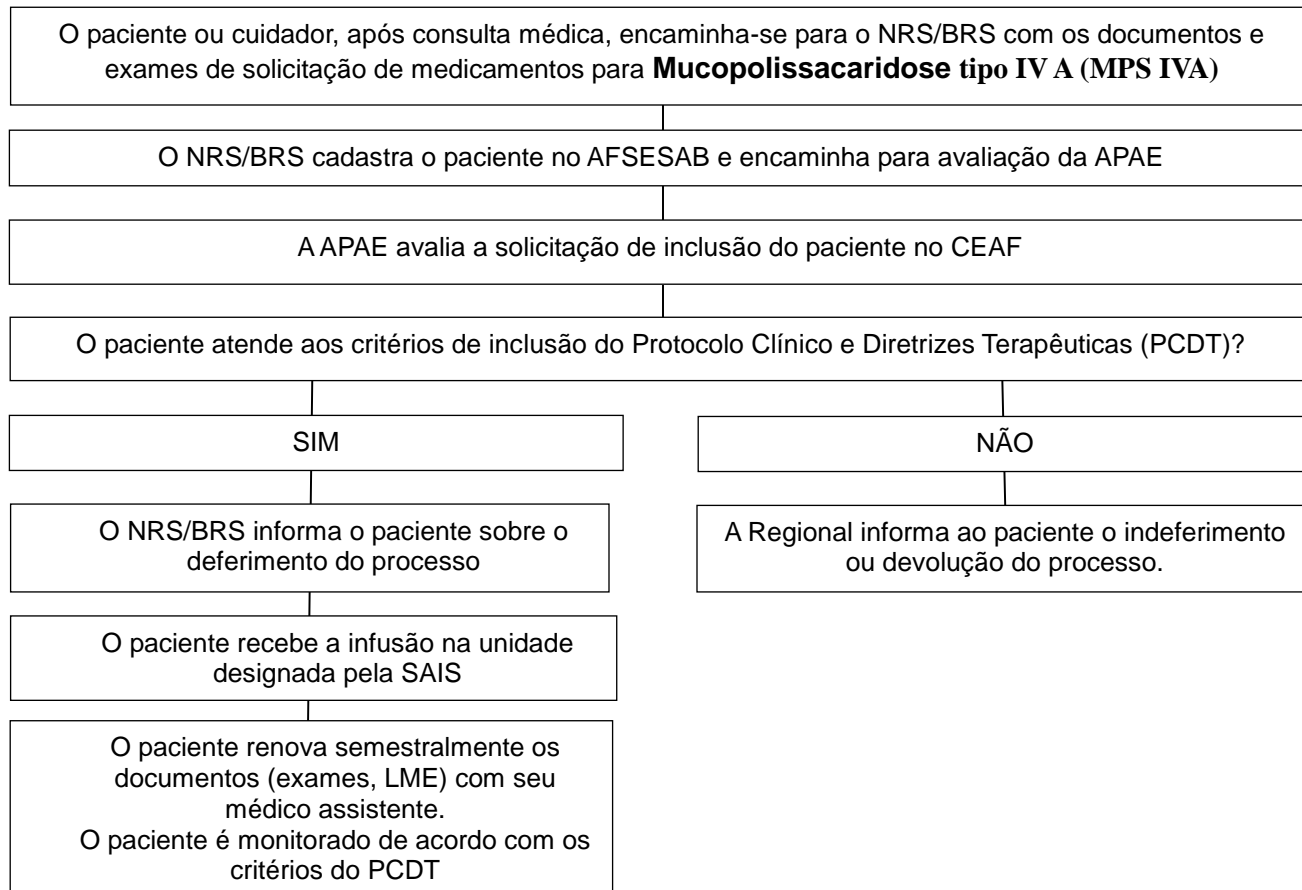 O paciente ou cuidador, após consulta médica, encaminha-se para o NRS/BRS com os documentos e
exames de solicitação de medicamentos para Mucopolissacaridose tipo IV A (MPS IVA)
O NRS/BRS cadastra o paciente no AFSESAB e encaminha para avaliação da APAE
A APAE avalia a solicitação de inclusão do paciente no CEAF
O paciente atende aos critérios de inclusão do Protocolo Clínico e Diretrizes Terapêuticas (PCDT)?
SIM
NÃO
O NRS/BRS informa o paciente sobre o
deferimento do processo
A Regional informa ao paciente o indeferimento
ou devolução do processo.
O paciente recebe a infusão na unidade
designada pela SAIS
O paciente renova semestralmente os
documentos (exames, LME) com seu
médico assistente.
O paciente é monitorado de acordo com os
critérios do PCDT